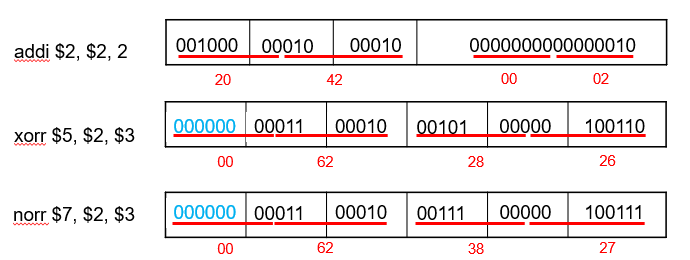 addi $2, $2, 2 001000 00010 00010 0000000000000010
20 42 00 02
xorr $5, $2, $3 000000 00011 00010 00101 00000 100110
00 62 28 26
norr $7, $2, $3 000000 00011 00010 00111 00000 100111
00 62 38 27